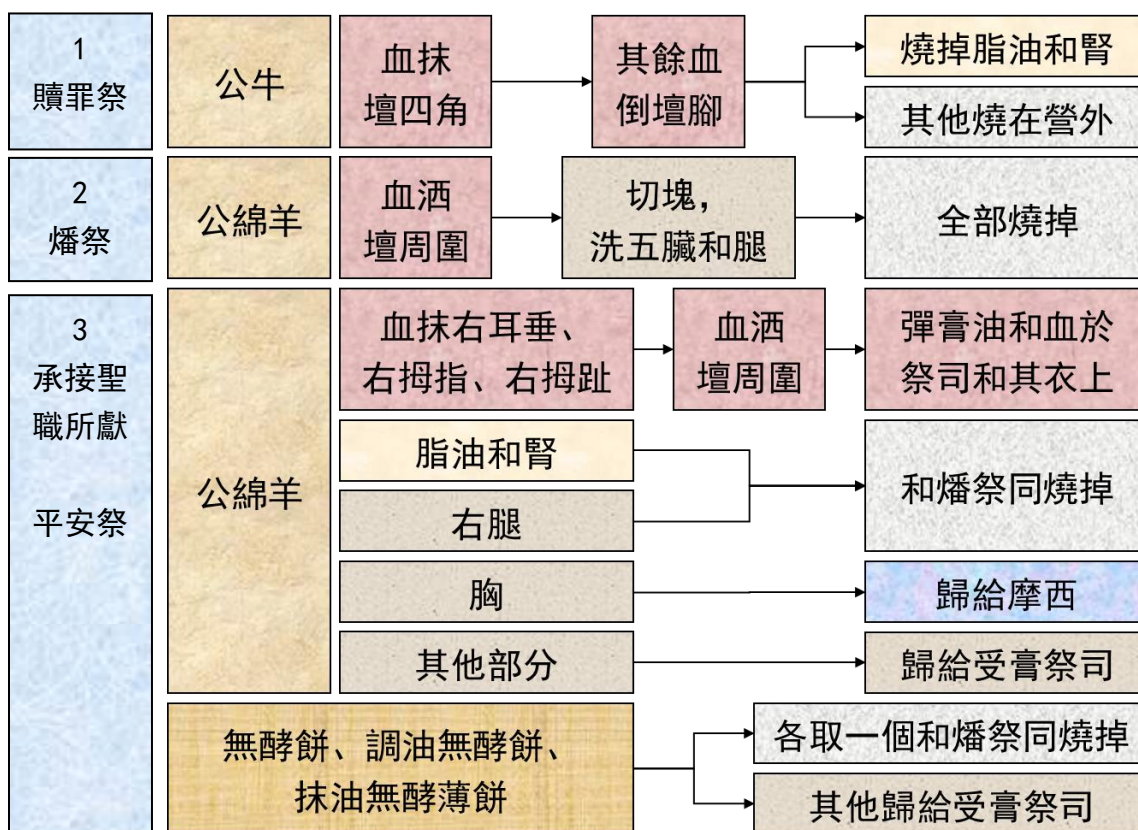 1
贖罪祭
公牛
血抹
壇四角
其餘血
倒壇腳
燒掉脂油和腎
其他燒在營外
2
燔祭
公綿羊
血洒
壇周圍
切塊，
洗五臟和腿
全部燒掉
3
承接聖
職所獻
平安祭
公綿羊
血抹右耳垂、
右拇指、右拇趾
血洒
壇周圍
彈膏油和血於
祭司和其衣上
脂油和腎
右腿
和燔祭同燒掉
胸
歸給摩西
其他部分
歸給受膏祭司
無酵餅、調油無酵餅、
抹油無酵薄餅
各取一個和燔祭同燒掉
其他歸給受膏祭司